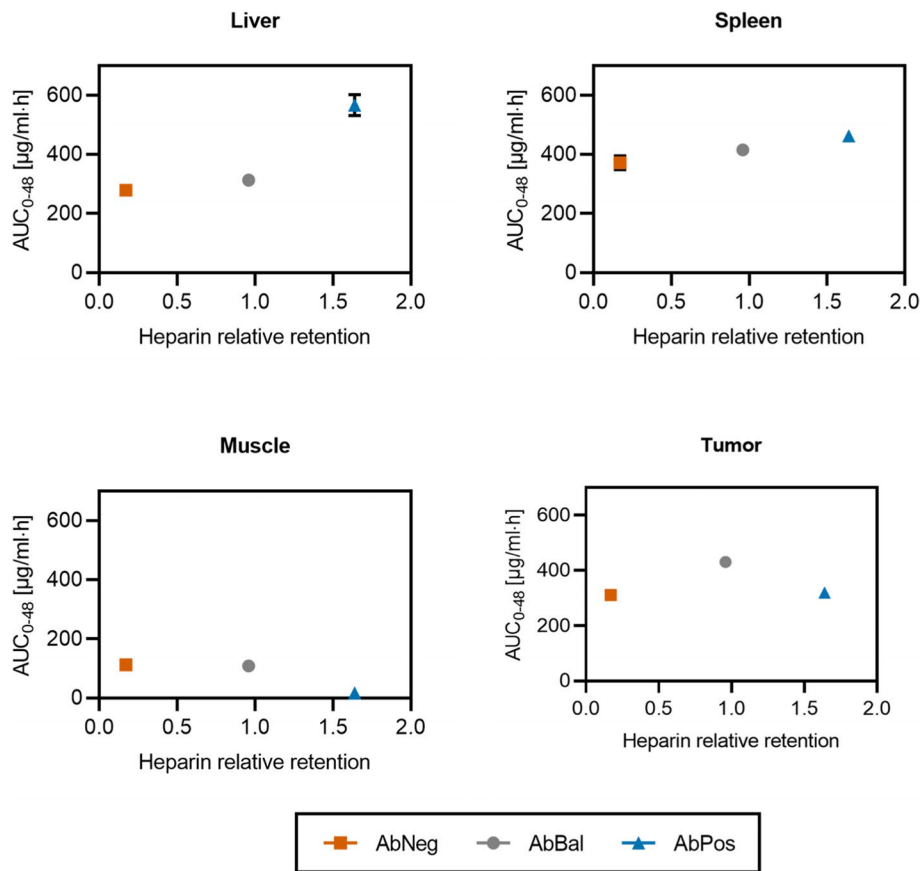 Liver
600
400
200
0
AUC0-48 [µg/ml·h]
0.0 0.5 1.0 1.5 2.0
Heparin relative retention
Spleen
600
400
200
0
AUC0-48 [µg/ml·h]
0.0 0.5 1.0 1.5 2.0
Heparin relative retention
Muscle
600
400
200
0
AUC0-48 [µg/ml·h]
0.0 0.5 1.0 1.5 2.0
Heparin relative retention
Tumor
600
400
200
0
AUC0-48 [µg/ml·h]
0.0 0.5 1.0 1.5 2.0
Heparin relative retention
AbNeg AbBal AbPos